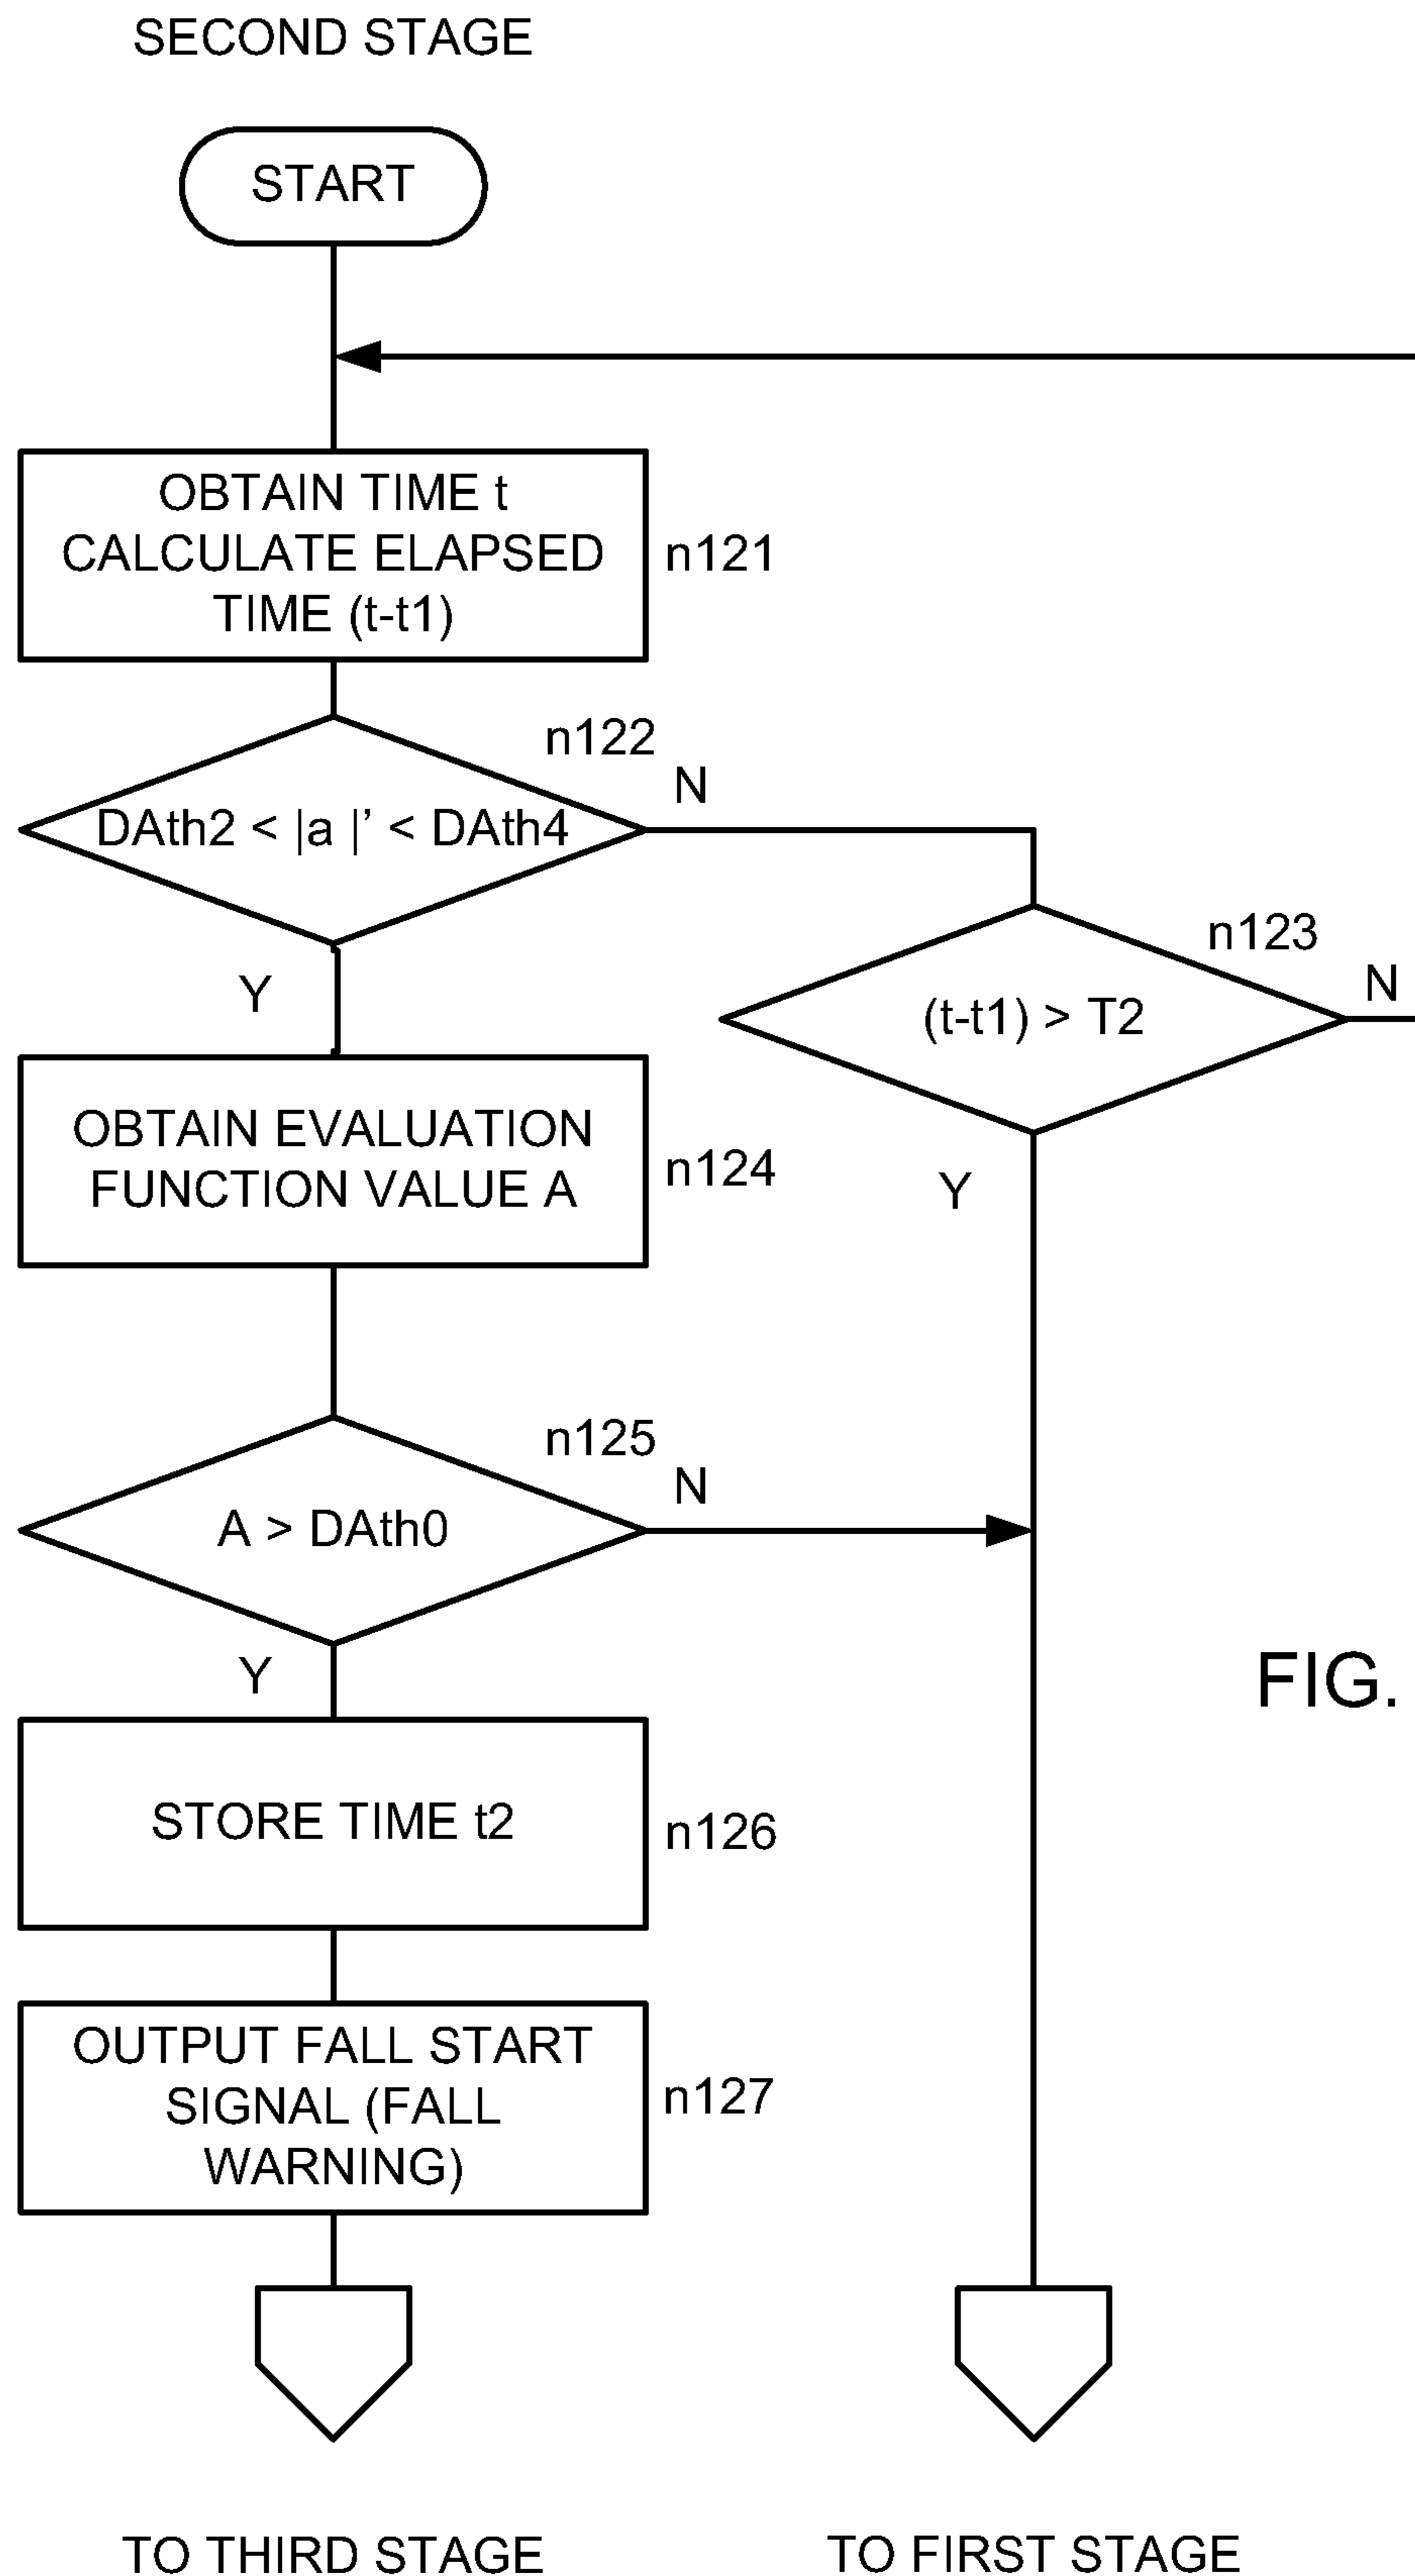 SECOND STAGE
START
OBTAIN TIME t
CALCULATE ELAPSED
TIME (t-t1)
n121
n122
N
DAth2 < |a |’ < DAth4
n123
Y
(t-t1) > T2
N
OBTAIN EVALUATION
FUNCTION VALUE A
n124
Y
n125
N
A > DAth0
Y
FIG.
STORE TIME t2
n126
OUTPUT FALL START
SIGNAL (FALL
WARNING)
n127
TO THIRD STAGE
TO FIRST STAGE